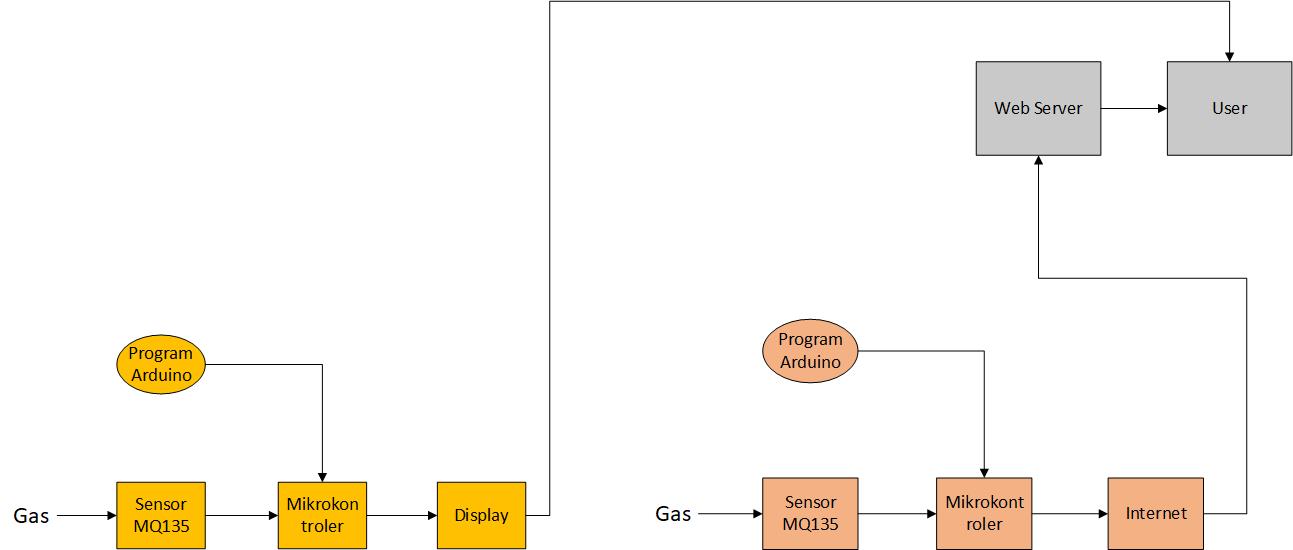 Web Server
User
Program
Arduino
Gas
Sensor
MQ135
Mikrokon
troler
Display
Program
Arduino
Gas
Sensor
MQ135
Mikrokont
roler
Internet